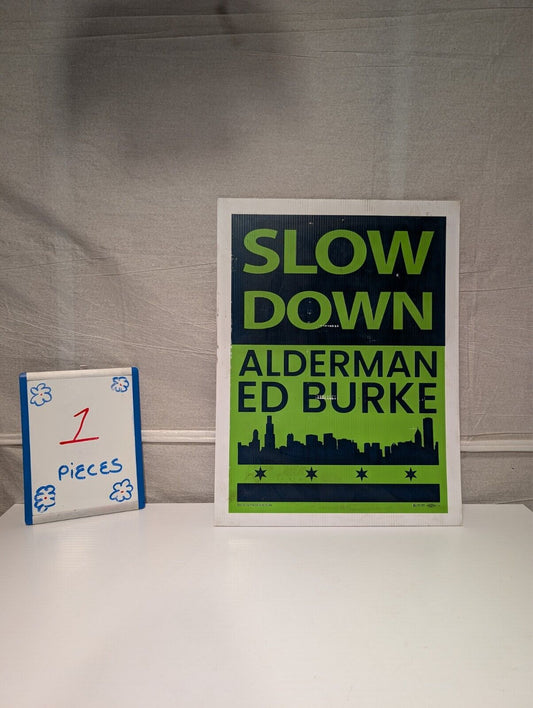 SLOW
DOWN
ALDERMAN
ED BURKE
1
PiECES